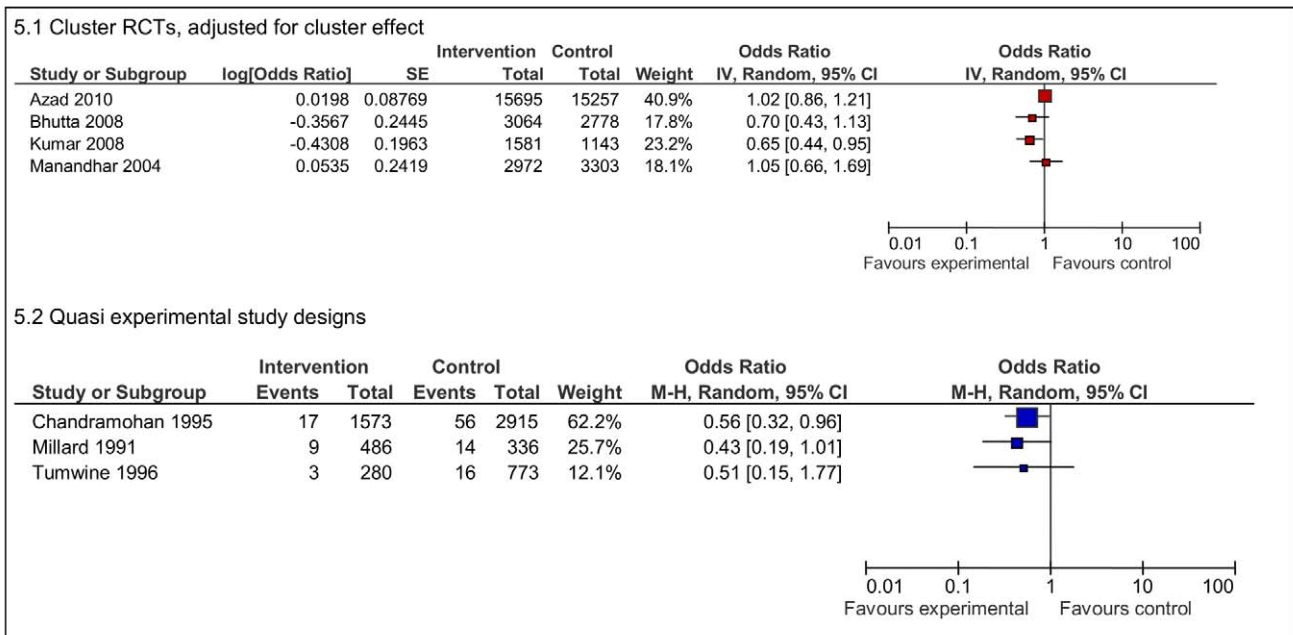 5.1 Cluster RCTs, adjusted for cluster effect
Intervention Control Odds Ratio Odds Ratio
Study or Subgroup log[Odds Ratio] SE Total Total Weight IV, Random, 95% CI IV, Random, 95% CI
Azad 2010 0.0198 0.08769 15695 15257 40.9% 1.02 [0.86, 1.21]
Bhutta 2008 -0.3567 0.2445 3064 2778 17.8% 0.70 [0.43, 1.13]
Kumar 2008 -0.4308 0.1963 1581 1143 23.2% 0.65 [0.44, 0.95]
Manandhar 2004 0.0535 0.2419 2972 3303 18.1% 1.05 [0.66, 1.69]
0.01 0.1 1 10 100
Favours experimental Favours control
5.2 Quasi experimental study designs
Intervention Control Odds Ratio Odds Ratio
Study or Subgroup Events Total Events Total Weight M-H, Random, 95% CI M-H, Random, 95% CI
Chandramohan 1995 17 1573 56 2915 62.2% 0.56 [0.32, 0.96]
Millard 1991 9 486 14 336 25.7% 0.43 [0.19, 1.01]
Tumwine 1996 3 280 16 773 12.1% 0.51 [0.15, 1.77]
0.01 0.1 1 10 100
Favours experimental Favours control